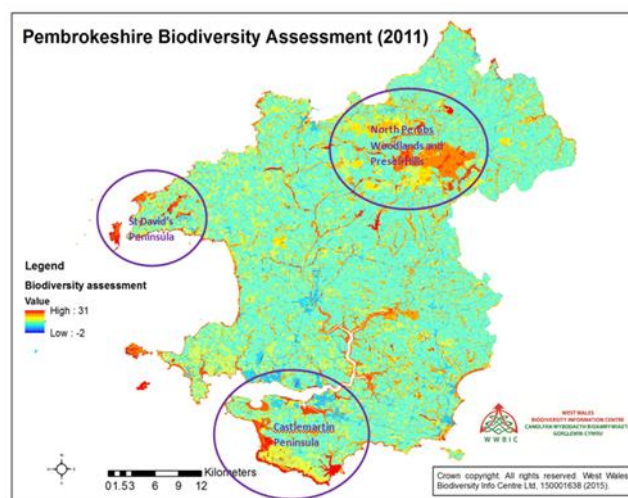 Pembrokeshire Biodiversity Assessment (2011)
North Pembs
Woodlands and
Preseli Hills
St David's
Peninsula
Legend
Biodiversity assessment
Value
High : 31
Low : -2
Castlemartin
Peninsula
Kilometers
0 1.5 3 6 9 12
WWBIC
WEST WALES
BIODIVERSITY INFORMATION CENTRE
CANOLFAN WYBODAETH BIOAMRYWIAETH
GORLLEWIN CYMRU
Crown copyright. All rights reserved. West Wales
Biodiversity Info Centre Ltd, 150001638 (2015).